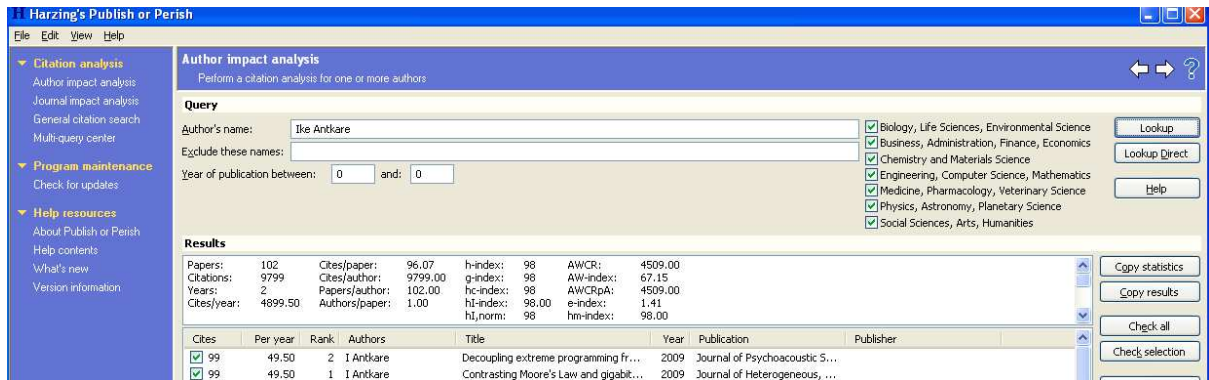 H Harzing's Publish or Perish
File Edit View Help
Citation analysis
Author impact analysis
Journal impact analysis
General citation search
Multi-query center
Program maintenance
Check for updates
Help resources
About Publish or Perish
Help contents
What's new
Version information
Author impact analysis
Perform a citation analysis for one or more authors
?
Query
Author's name: Ike Antkare
Exclude these names:
Year of publication between: 0 and: 0
Biology, Life Sciences, Environmental Science
Business, Administration, Finance, Economics
Chemistry and Materials Science
Engineering, Computer Science, Mathematics
Medicine, Pharmacology, Veterinary Science
Physics, Astronomy, Planetary Science
Social Sciences, Arts, Humanities
Lookup
Lookup Direct
Help
Results
Papers: 102 Cites/paper: 96.07 h-index: 98 AWCR: 4509.00
Citations: 9799 Cites/author: 9799.00 g-index: 98 AW-index: 67.15
Years: 2 Papers/author: 102.00 hc-index: 98 AWCRpA: 4509.00
Cites/year: 4899.50 Authors/paper: 1.00 hI-index: 98.00 e-index: 1.41
hI,norm: 98 hm-index: 98.00
Copy statistics
Copy results
Check all
Check selection
Cites Per year Rank Authors Title Year Publication Publisher
99 49.50 2 I Antkare Decoupling extreme programming fr... 2009 Journal of Psychoacoustic S...
99 49.50 1 I Antkare Contrasting Moore's Law and gigabit... 2009 Journal of Heterogeneous, ...